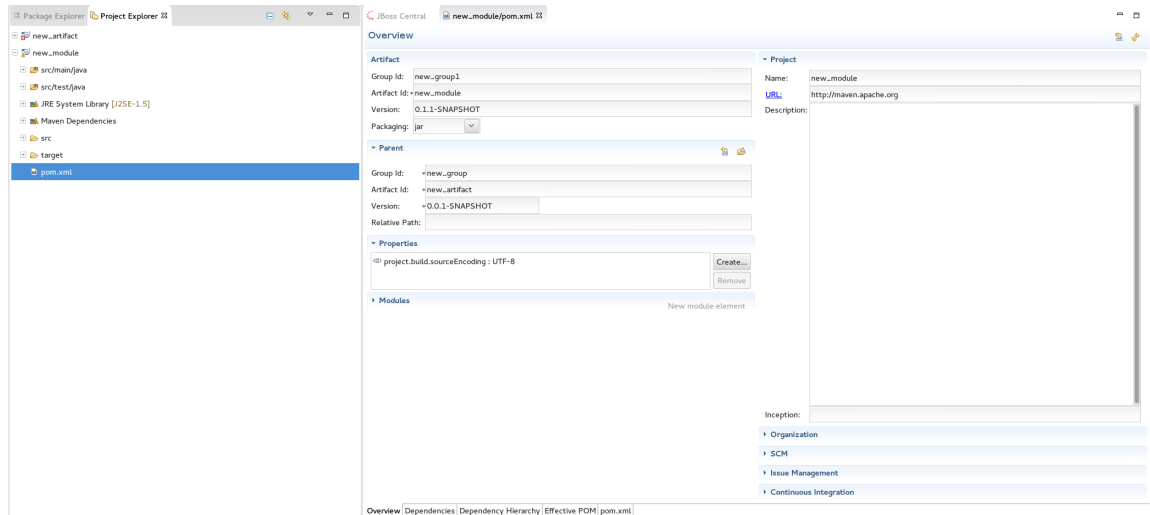 Package Explorer
Project Explorer
new_artifact
new_module
src/main/java
src/test/java
JRE System Library [J2SE-1.5]
Maven Dependencies
src
target
pom.xml
JBoss Central
new_module/pom.xml
Overview
Artifact
Group Id: new_group1
Artifact Id:* new_module
Version: 0.1.1-SNAPSHOT
Packaging: jar
Parent
Group Id: *new_group
Artifact Id: *new_artifact
Version: *0.0.1-SNAPSHOT
Relative Path:
Properties
project.build.sourceEncoding : UTF-8
Create...
Remove
Modules
New module element
Project
Name: new_module
URL: http://maven.apache.org
Description:
Inception:
Organization
SCM
Issue Management
Continuous Integration
Overview Dependencies Dependency Hierarchy Effective POM pom.xml